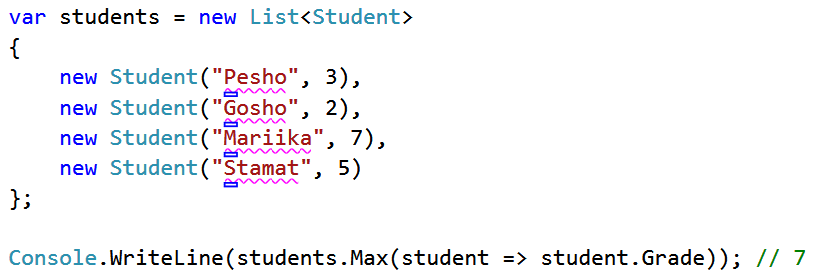 var students = new List<Student>
{
    new Student("Pesho", 3),
    new Student("Gosho", 2),
    new Student("Mariika", 7),
    new Student("Stamat", 5)
};
Console.WriteLine(students.Max(student => student.Grade)); // 7